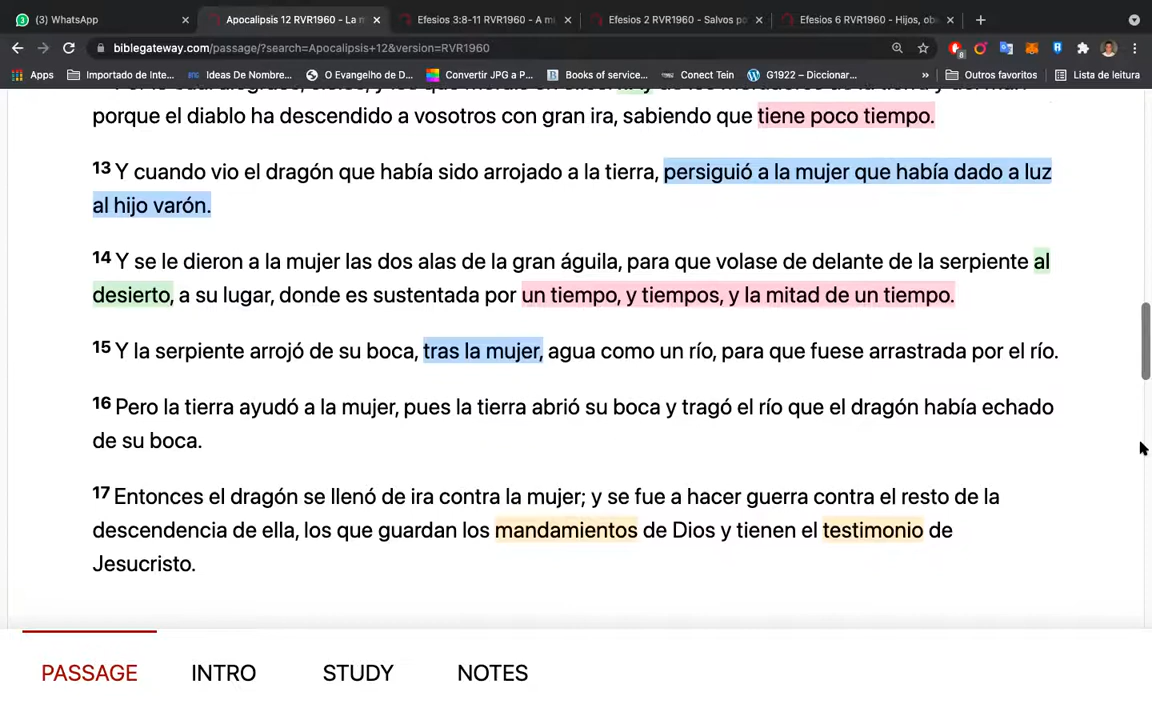 (3) WhatsApp
Apocalipsis 12 RVR1960 - La m
Efesios 3:8-11 RVR1960 - A mi
Efesios 2 RVR1960 - Salvos po
Efesios 6 RVR1960 - Hijos, ob
biblegateway.com/passage/?search=Apocalipsis+12&version=RVR1960
Apps
Importado de Inte...
Ideas De Nombre...
O Evangelho de D...
Convertir JPG a P...
Books of service...
Conect Tein
G1922 – Diccionar...
»
Outros favoritos
Lista de leitura
porque el diablo ha descendido a vosotros con gran ira, sabiendo que tiene poco tiempo.
13 Y cuando vio el dragón que había sido arrojado a la tierra, persiguió a la mujer que había dado a luz
al hijo varón.
14 Y se le dieron a la mujer las dos alas de la gran águila, para que volase de delante de la serpiente al
desierto, a su lugar, donde es sustentada por un tiempo, y tiempos, y la mitad de un tiempo.
15 Y la serpiente arrojó de su boca, tras la mujer, agua como un río, para que fuese arrastrada por el río.
16 Pero la tierra ayudó a la mujer, pues la tierra abrió su boca y tragó el río que el dragón había echado
de su boca.
17 Entonces el dragón se llenó de ira contra la mujer; y se fue a hacer guerra contra el resto de la
descendencia de ella, los que guardan los mandamientos de Dios y tienen el testimonio de
Jesucristo.
PASSAGE INTRO STUDY NOTES